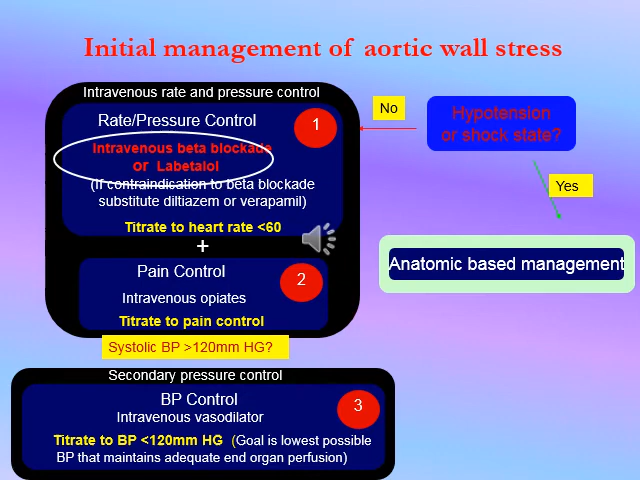 Initial management of aortic wall stress
Intravenous rate and pressure control
Rate/Pressure Control
1
Intravenous beta blockade
or Labetalol
(If contraindication to beta blockade
substitute diltiazem or verapamil)
Titrate to heart rate <60
+
Pain Control
2
Intravenous opiates
Titrate to pain control
Systolic BP >120mm HG?
Secondary pressure control
BP Control
3
Intravenous vasodilator
Titrate to BP <120mm HG (Goal is lowest possible
BP that maintains adequate end organ perfusion)
No
Hypotension
or shock state?
Yes
Anatomic based management